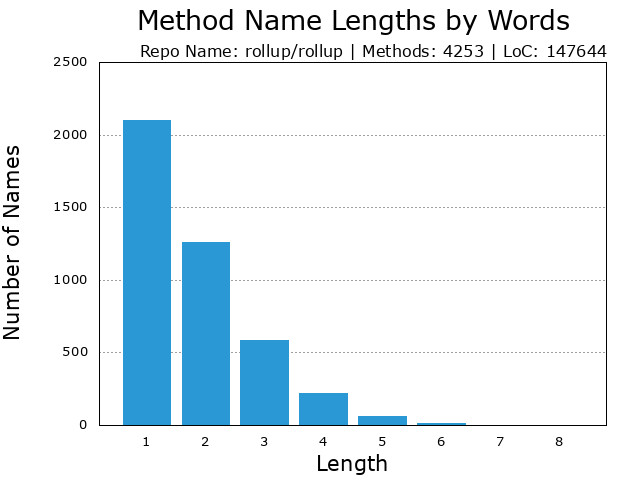 Method Name Lengths by Words
Repo Name: rollup/rollup | Methods: 4253 | LoC: 147644
2500
2000
1500
1000
500
0
Number of Names
1 2 3 4 5 6 7 8
Length